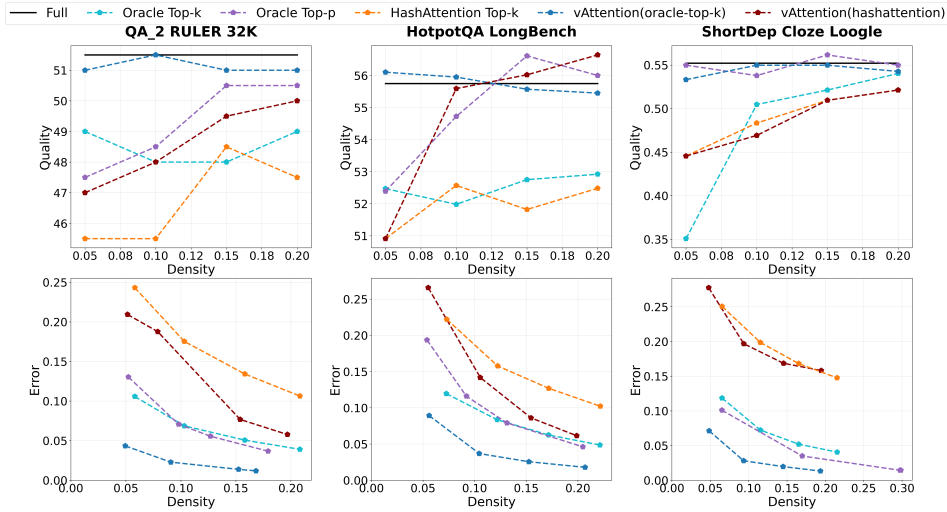 Full Oracle Top-k Oracle Top-p HashAttention Top-k vAttention(oracle-top-k) vAttention(hashattention)
QA_2 RULER 32K HotpotQA LongBench ShortDep Cloze Loogle
Quality
51
50
49
48
47
46
0.05 0.07 0.10 0.12 0.15 0.18 0.20
Density
Quality
56
55
54
53
52
51
0.05 0.07 0.10 0.12 0.15 0.18 0.20
Density
Quality
0.55
0.50
0.45
0.40
0.35
0.05 0.08 0.10 0.12 0.15 0.18 0.20
Density
Error
0.25
0.20
0.15
0.10
0.05
0.00
0.00 0.05 0.10 0.15 0.20
Density
Error
0.25
0.20
0.15
0.10
0.05
0.00
0.00 0.05 0.10 0.15 0.20
Density
Error
0.25
0.20
0.15
0.10
0.05
0.00
0.00 0.05 0.10 0.15 0.20 0.25 0.30
Density